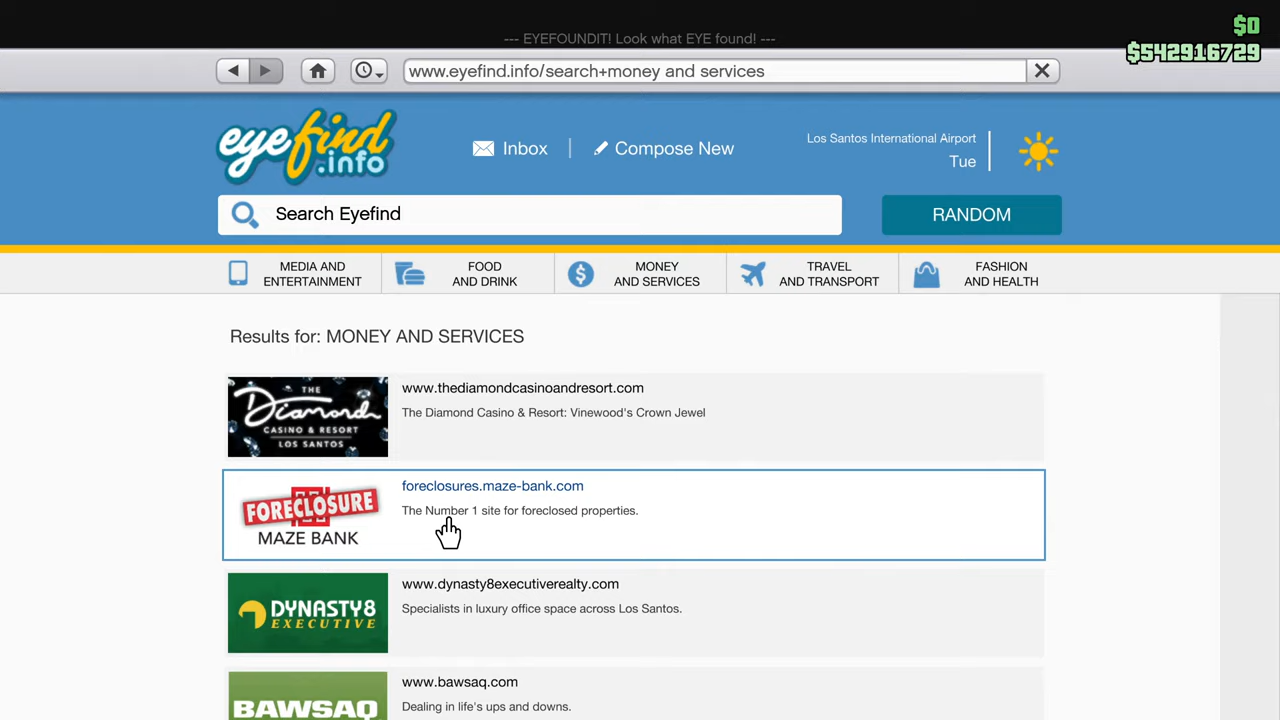 $0
--- EYEFOUNDIT! Look what EYE found! ---
$542916729
www.eyefind.info/search+money and services
eyefind
.info
Inbox
Compose New
Los Santos International Airport
Tue
Search Eyefind
RANDOM
MEDIA AND
ENTERTAINMENT
FOOD
AND DRINK
MONEY
AND SERVICES
TRAVEL
AND TRANSPORT
FASHION
AND HEALTH
Results for: MONEY AND SERVICES
THE
Diamond
CASINO & RESORT
LOS SANTOS
www.thediamondcasinoandresort.com
The Diamond Casino & Resort: Vinewood's Crown Jewel
FORECLOSURE
MAZE BANK
foreclosures.maze-bank.com
The Number 1 site for foreclosed properties.
DYNASTY8
EXECUTIVE
www.dynasty8executiverealty.com
Specialists in luxury office space across Los Santos.
BAWSAQ
www.bawsaq.com
Dealing in life's ups and downs.